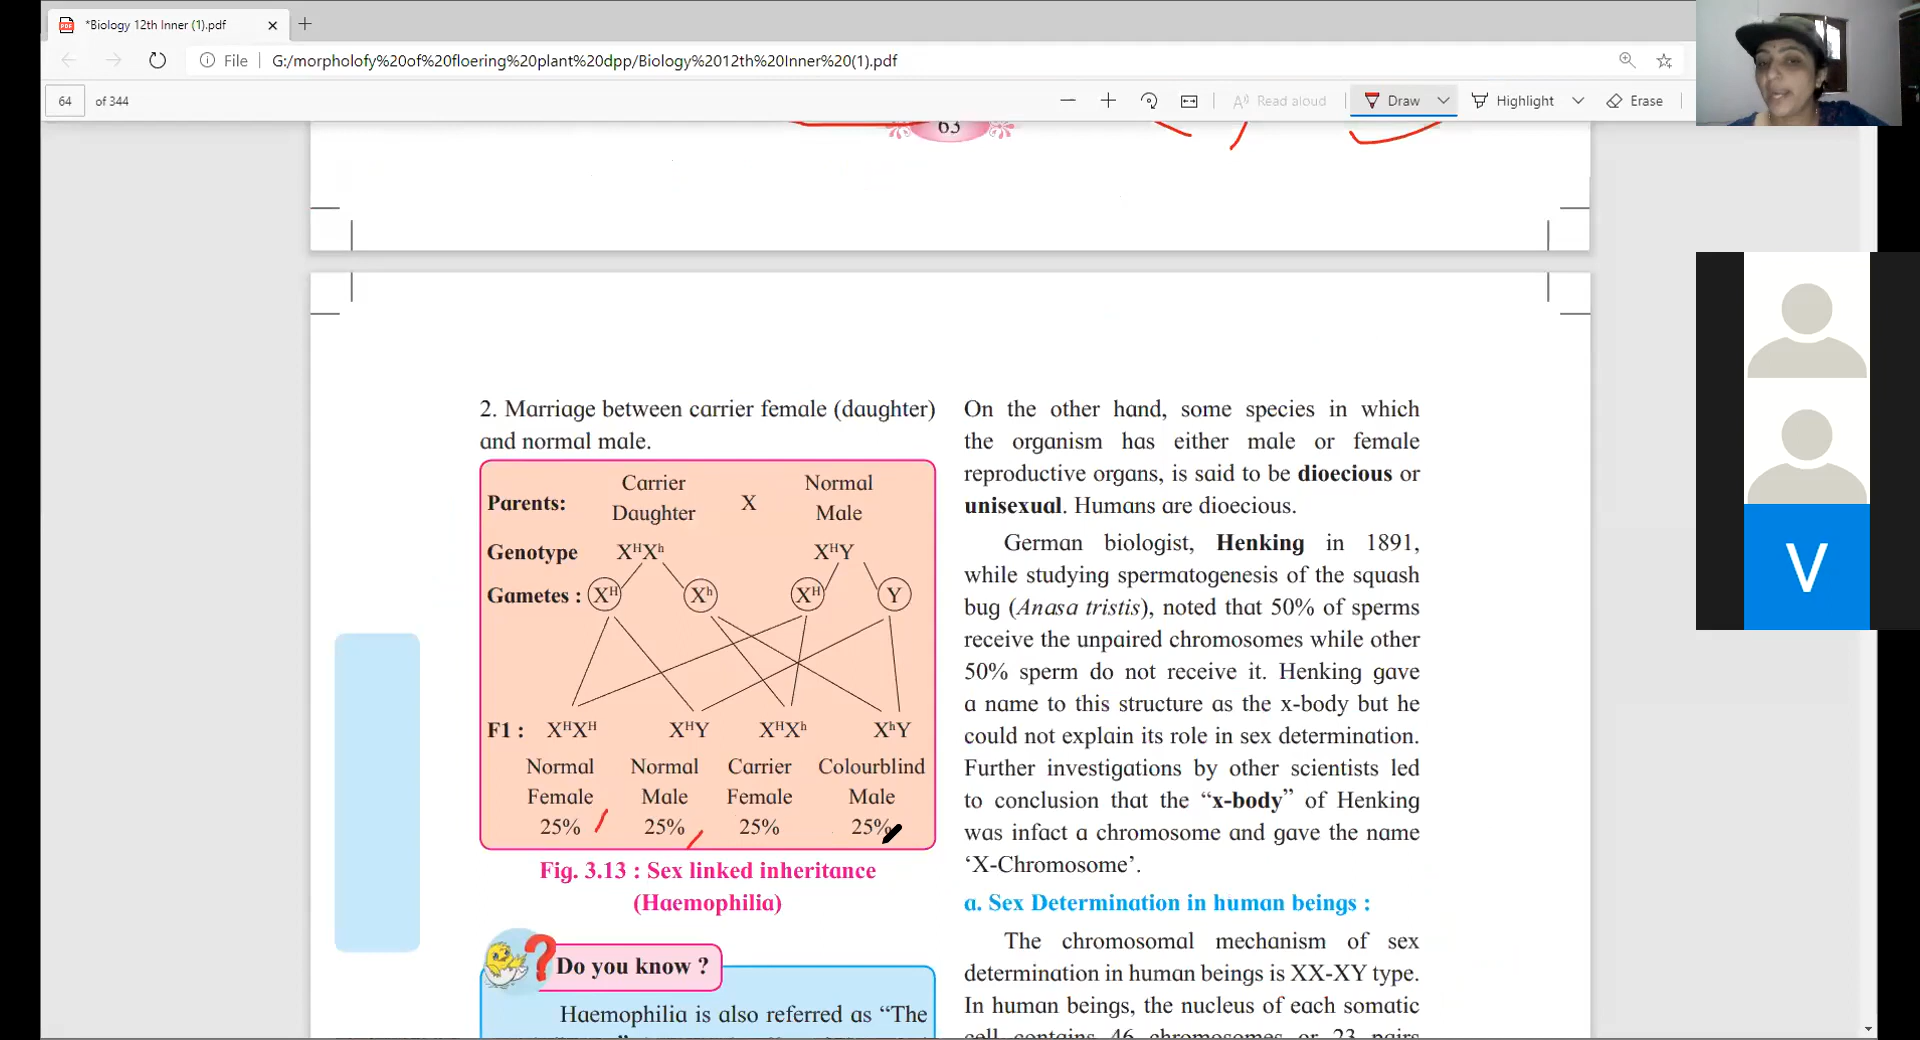 *Biology 12th Inner (1).pdf
File
G:/morpholofy%20of%20floering%20plant%20dpp/Biology%2012th%20Inner%20(1).pdf
64 of 344
Read aloud
Draw
Highlight
Erase
63
2. Marriage between carrier female (daughter)
and normal male.
Parents: Carrier Daughter X Normal Male
Genotype XᴴXʰ XᴴY
Gametes : Xᴴ Xʰ Xᴴ Y
F1 : XᴴXᴴ XᴴY XᴴXʰ XʰY
Normal Normal Carrier Colourblind
Female Male Female Male
25% 25% 25% 25%
Fig. 3.13 : Sex linked inheritance
(Haemophilia)
Do you know ?
Haemophilia is also referred as “The
On the other hand, some species in which
the organism has either male or female
reproductive organs, is said to be dioecious or
unisexual. Humans are dioecious.
German biologist, Henking in 1891,
while studying spermatogenesis of the squash
bug (Anasa tristis), noted that 50% of sperms
receive the unpaired chromosomes while other
50% sperm do not receive it. Henking gave
a name to this structure as the x-body but he
could not explain its role in sex determination.
Further investigations by other scientists led
to conclusion that the “x-body” of Henking
was infact a chromosome and gave the name
‘X-Chromosome’.
a. Sex Determination in human beings :
The chromosomal mechanism of sex
determination in human beings is XX-XY type.
In human beings, the nucleus of each somatic
cell contains 46 chromosomes or 23 pairs
V